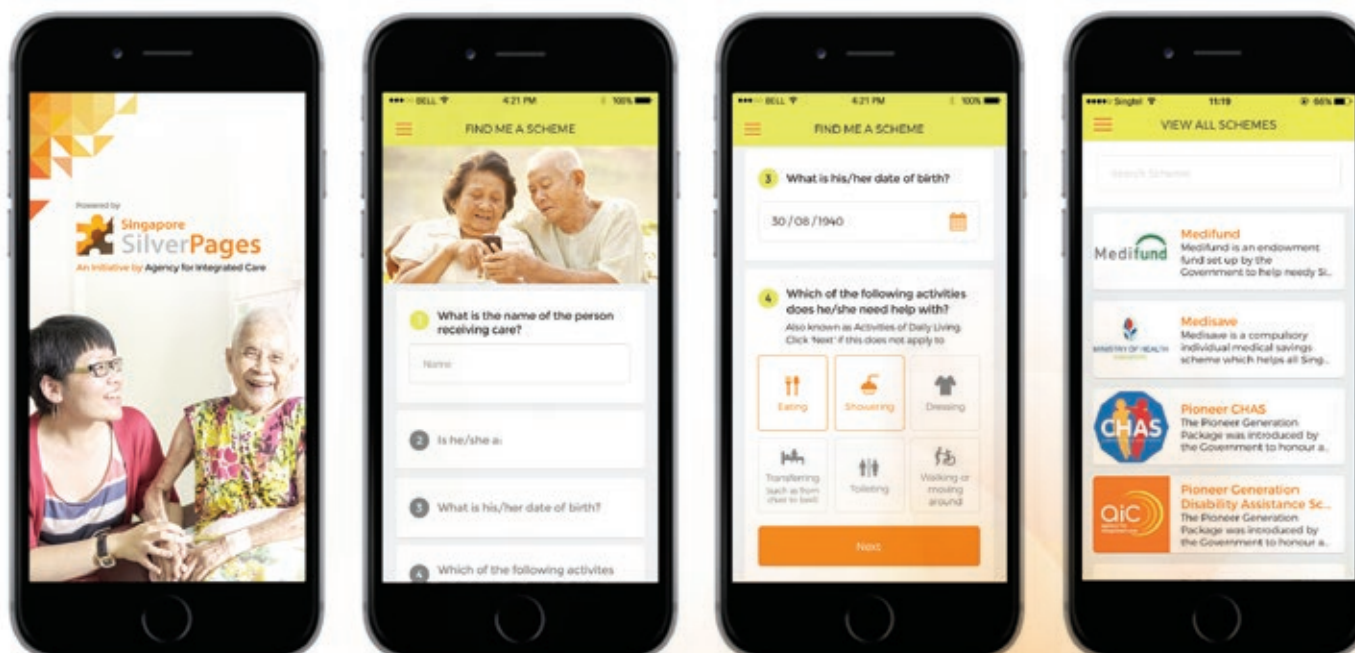 Powered by
Singapore
SilverPages
An Initiative by Agency for Integrated Care
BELL 4:21 PM 100%
FIND ME A SCHEME
1 What is the name of the person
receiving care?
Name
2 Is he/she a:
3 What is his/her date of birth?
4 Which of the following activites
BELL 4:21 PM 100%
FIND ME A SCHEME
3 What is his/her date of birth?
30/08/1940
4 Which of the following activities
does he/she need help with?
Also known as Activities of Daily Living.
Click 'Next' if this does not apply to
Eating Showering Dressing
Transferring
(such as from
chair to bed)
Toileting
Walking or
moving
around
Next
Singtel 11:19 66%
VIEW ALL SCHEMES
Search Scheme
Medifund
Medifund
Medifund is an endowment
fund set up by the
Government to help needy Si...
MINISTRY OF HEALTH
SINGAPORE
Medisave
Medisave is a compulsory
individual medical savings
scheme which helps all Sing...
CHAS
Pioneer CHAS
The Pioneer Generation
Package was introduced by
the Government to honour a...
aic
Pioneer Generation
Disability Assistance Sc...
The Pioneer Generation
Package was introduced by
the Government to honour a...